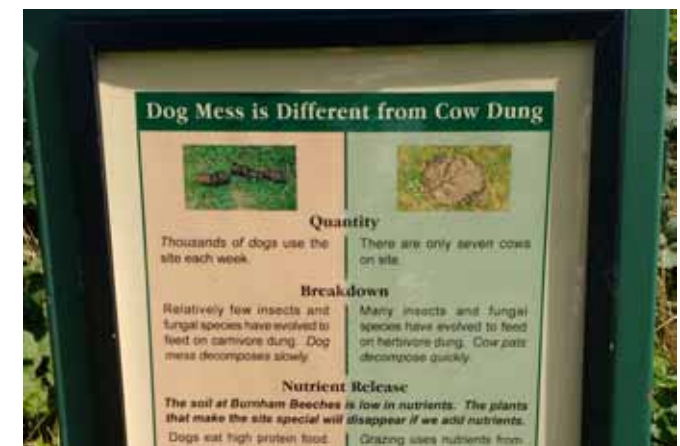 Dog Mess is Different from Cow Dung
Quantity
Thousands of dogs use the
site each week.
There are only seven cows
on site.
Breakdown
Relatively few insects and
fungal species have evolved to
feed on carnivore dung. Dog
mess decomposes slowly.
Many insects and fungal
species have evolved to feed
on herbivore dung. Cow pats
decompose quickly.
Nutrient Release
The soil at Burnham Beeches is low in nutrients. The plants
that make the site special will disappear if we add nutrients.
Dogs eat high protein food
Grazing uses nutrients from